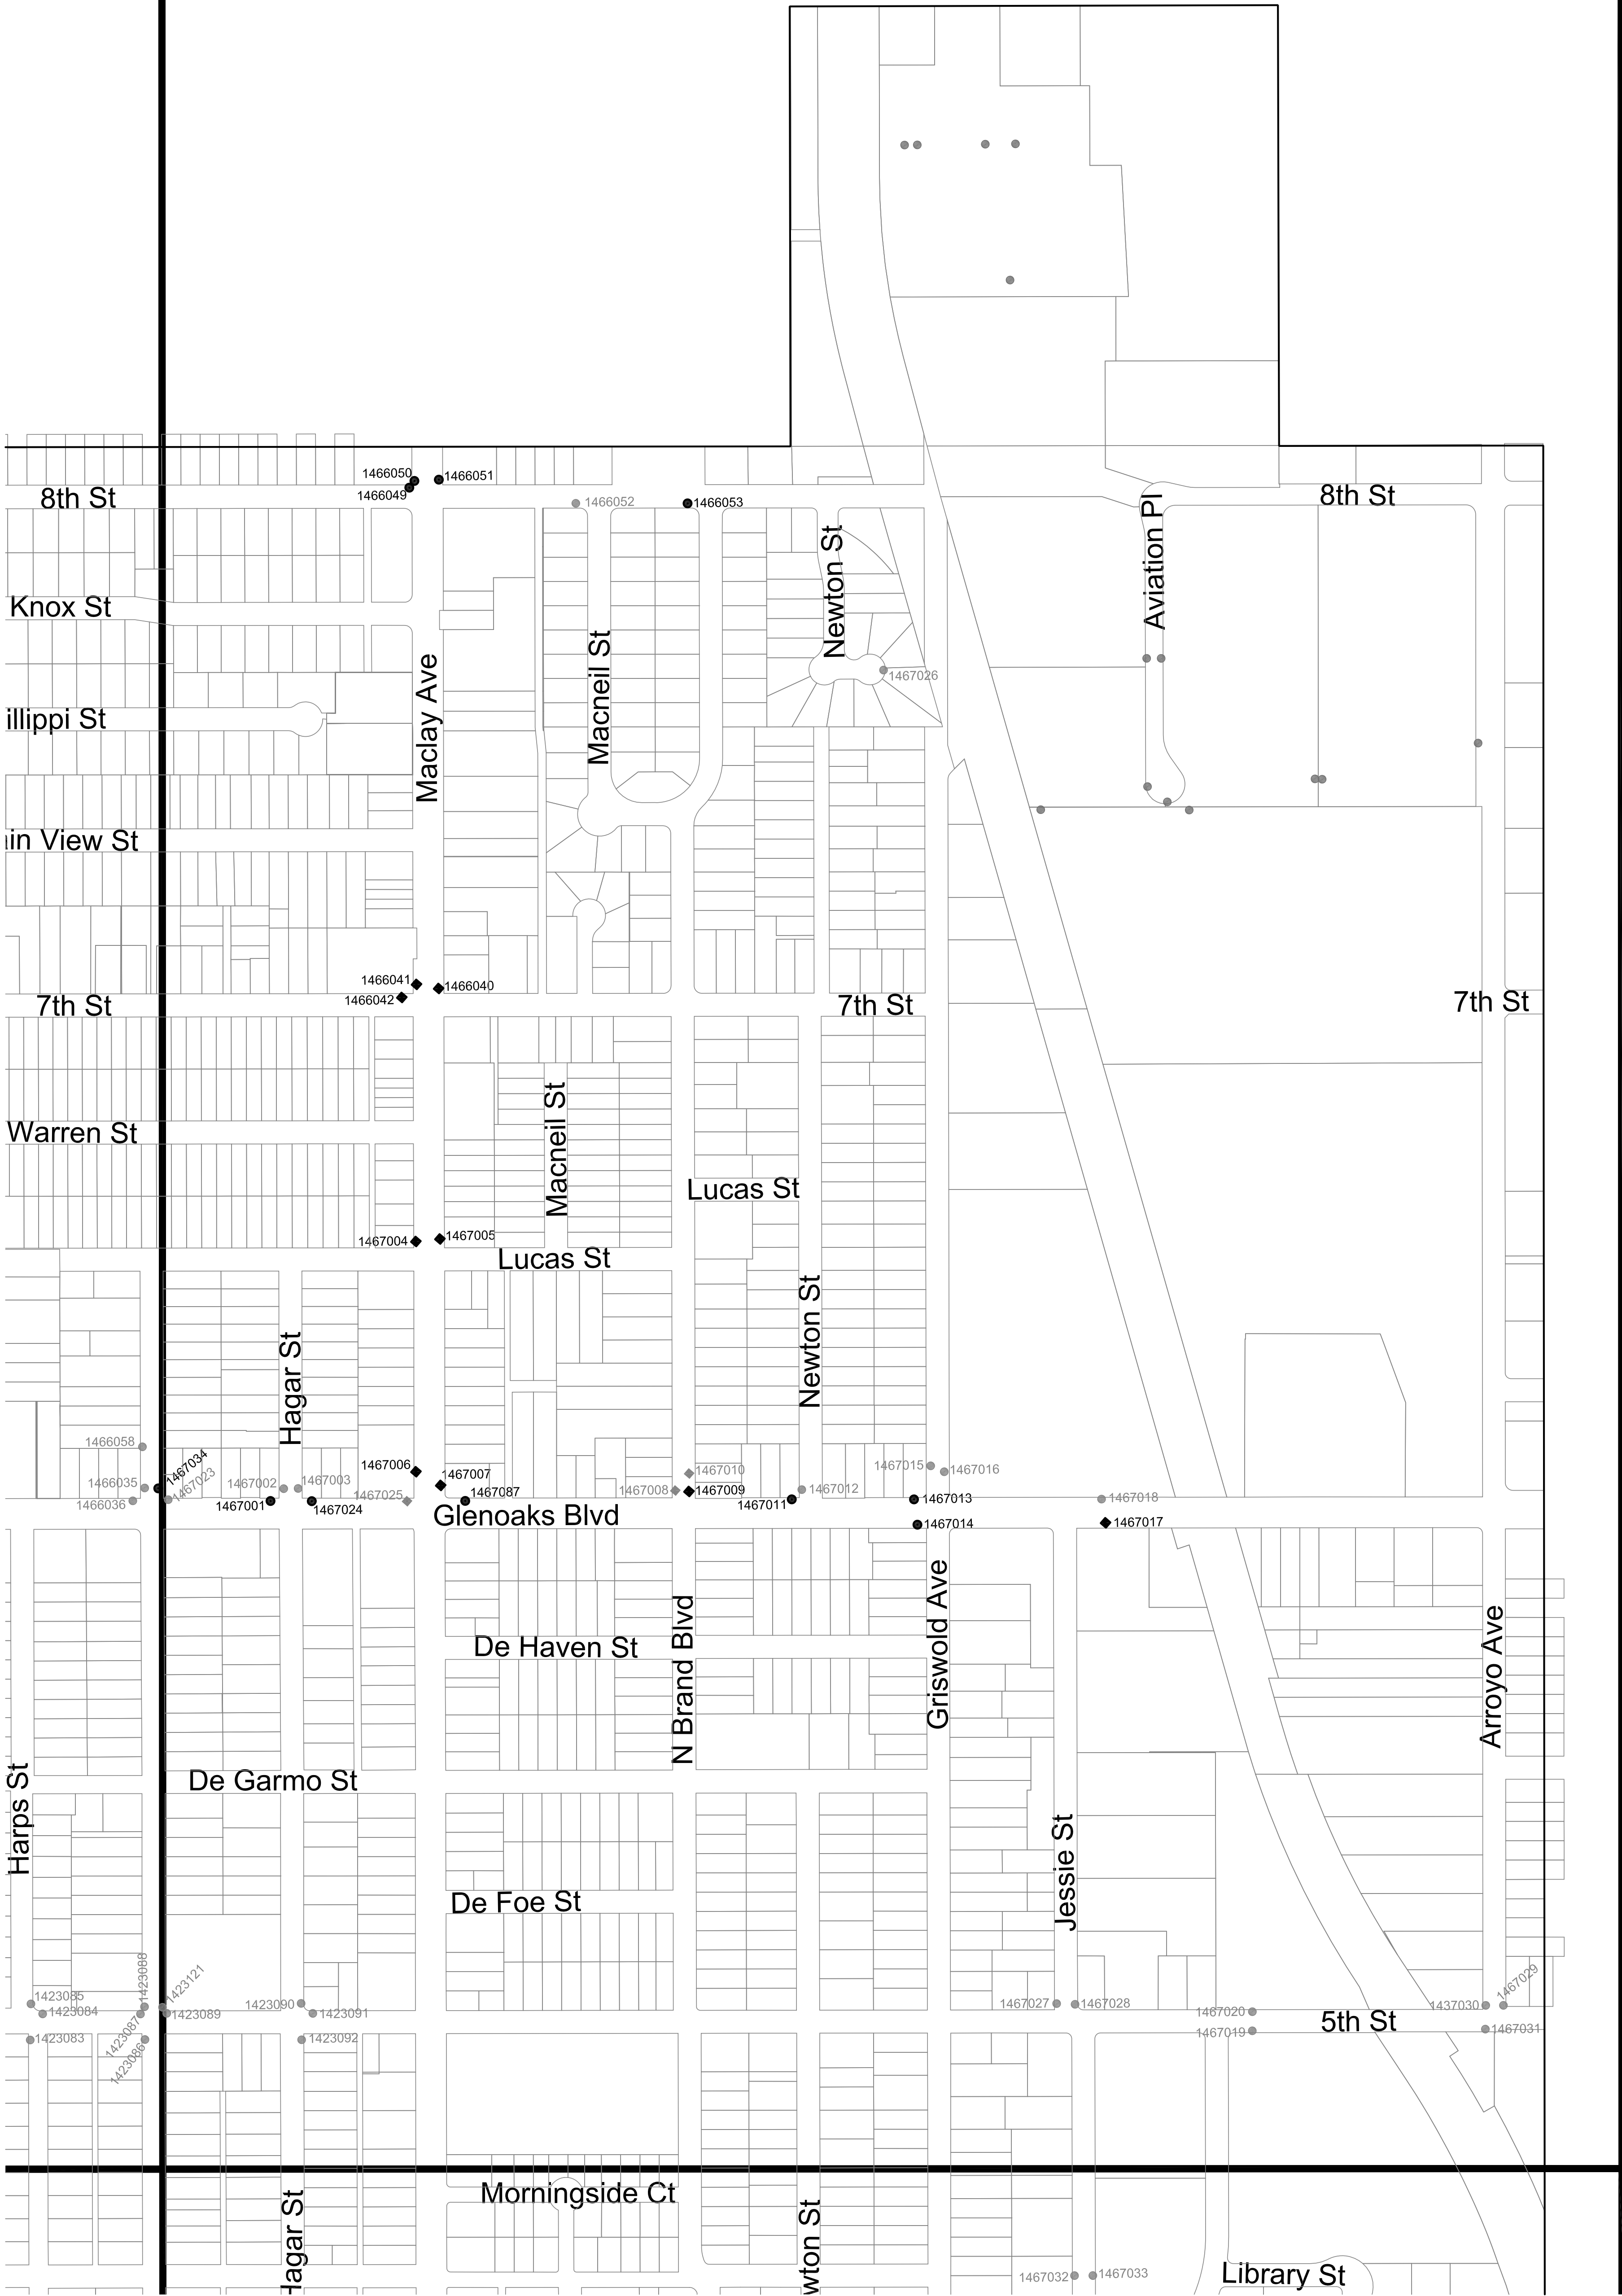 1466050
1466051
1466049
8th St
8th St
1466052
1466053
Aviation Pl
Newton St
Knox St
Macneil St
Maclay Ave
1467026
illippi St
in View St
1466041
1466040
1466042
7th St
7th St
7th St
Macneil St
Warren St
Lucas St
1467004
1467005
Lucas St
Newton St
Hagar St
1466058
1467034
1467023
1467006
1467007
1467010
1467015
1467016
1466035
1467002
1467003
1467008
1467009
1467012
1466036
1467001
1467024
1467025
1467087
1467011
1467013
1467018
Glenoaks Blvd
1467014
1467017
Griswold Ave
N Brand Blvd
Arroyo Ave
De Haven St
De Garmo St
Harps St
Jessie St
De Foe St
1423088
1423121
1423085
1423084
1423087
1423089
1423090
1423091
1467027
1467028
1467020
1437030
1467029
5th St
1467019
1467031
1423083
1423086
1423092
Morningside Ct
Hagar St
wton St
1467032
1467033
Library St